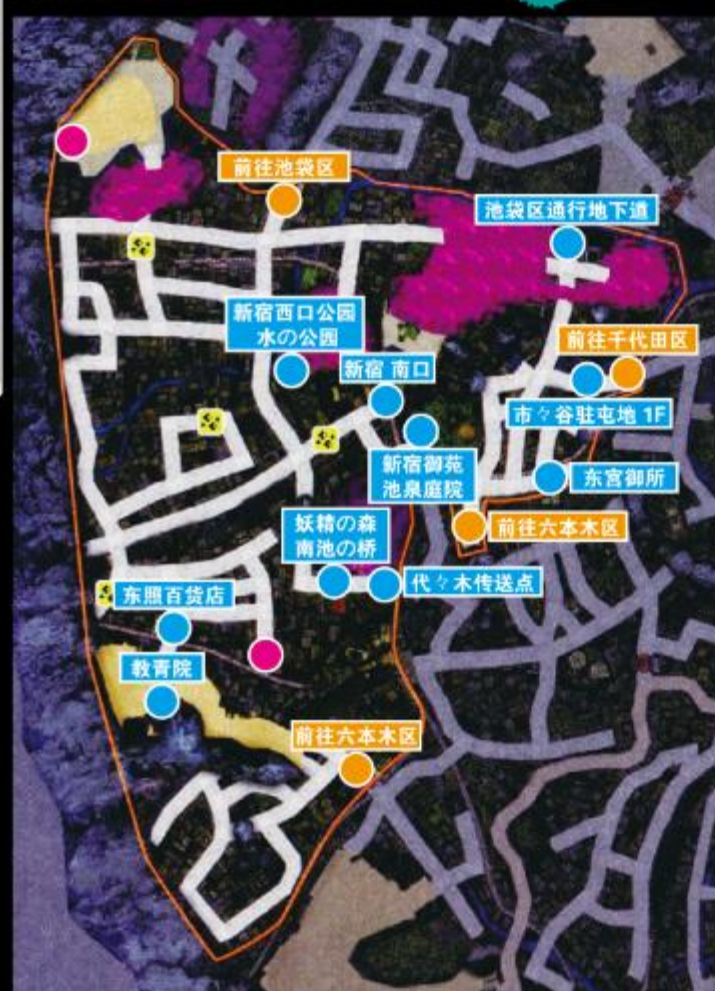 前往池袋区
池袋区通行地下道
新宿西口公园
水の公园
前往千代田区
新宿 南口
市々谷驻屯地 1F
新宿御苑
池泉庭院
东宫御所
妖精の森
南池の桥
前往六本木区
代々木传送点
东照百货店
教青院
前往六本木区